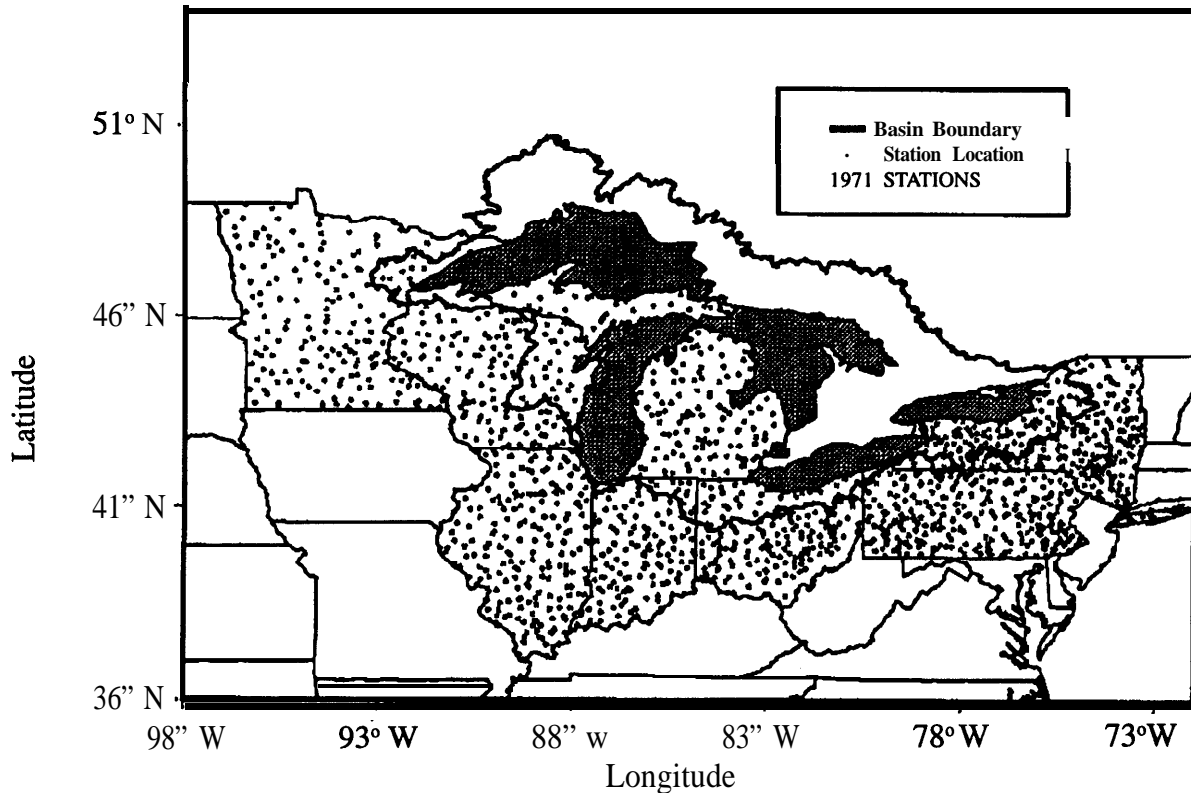 51° N
46” N
41” N
36” N
Latitude
Basin Boundary
Station Location
1971 STATIONS
98” W
93° W
88” w
83” W
78° W
73° W
Longitude